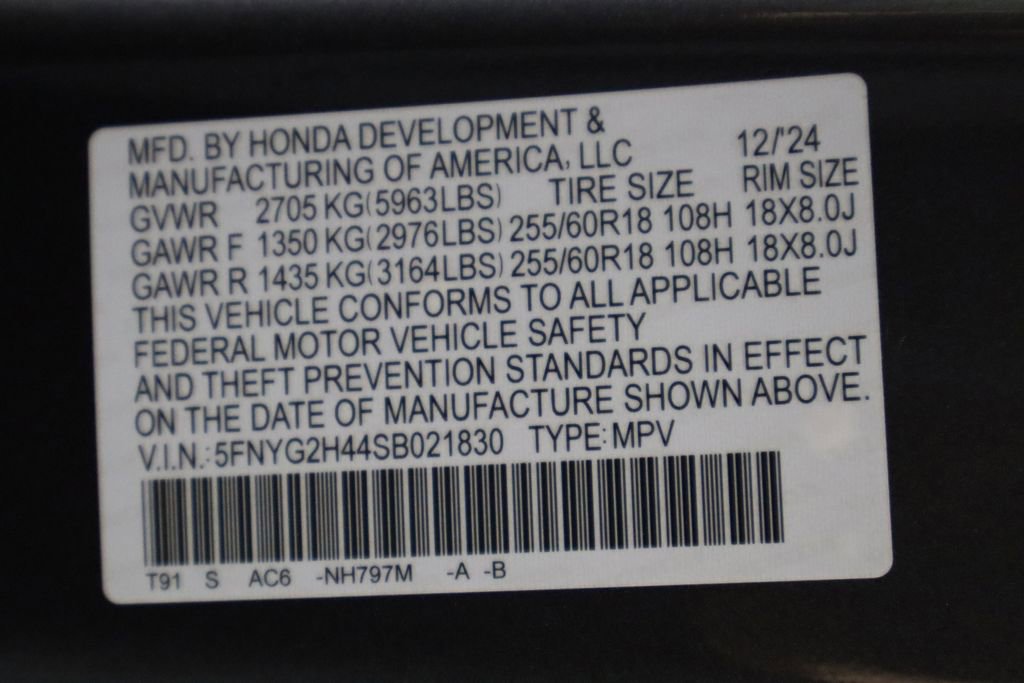 MFD. BY HONDA DEVELOPMENT &
MANUFACTURING OF AMERICA, LLC 12/'24
GVWR 2705 KG(5963LBS) TIRE SIZE RIM SIZE
GAWR F 1350 KG(2976LBS) 255/60R18 108H 18X8.0J
GAWR R 1435 KG(3164LBS) 255/60R18 108H 18X8.0J
THIS VEHICLE CONFORMS TO ALL APPLICABLE
FEDERAL MOTOR VEHICLE SAFETY
AND THEFT PREVENTION STANDARDS IN EFFECT
ON THE DATE OF MANUFACTURE SHOWN ABOVE.
V.I.N.:5FNYG2H44SB021830 TYPE:MPV
T91 S AC6 -NH797M -A -B